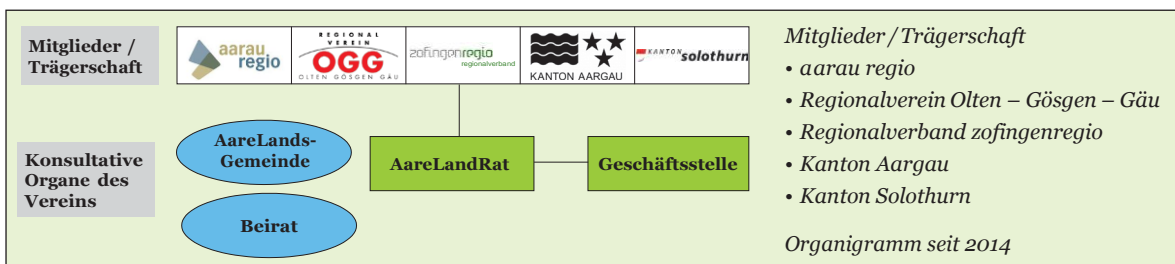 Mitglieder /
Trägerschaft
aarau
regio
REGIONAL
VEREIN
OGG
OLTEN GÖSGEN GÄU
zofingenregio
regionalverband
KANTON AARGAU
KANTON solothurn
Konsultative
Organe des
Vereins
AareLands-
Gemeinde
Beirat
AareLandRat
Geschäftsstelle
Mitglieder / Trägerschaft
• aarau regio
• Regionalverein Olten – Gösgen – Gäu
• Regionalverband zofingenregio
• Kanton Aargau
• Kanton Solothurn
Organigramm seit 2014